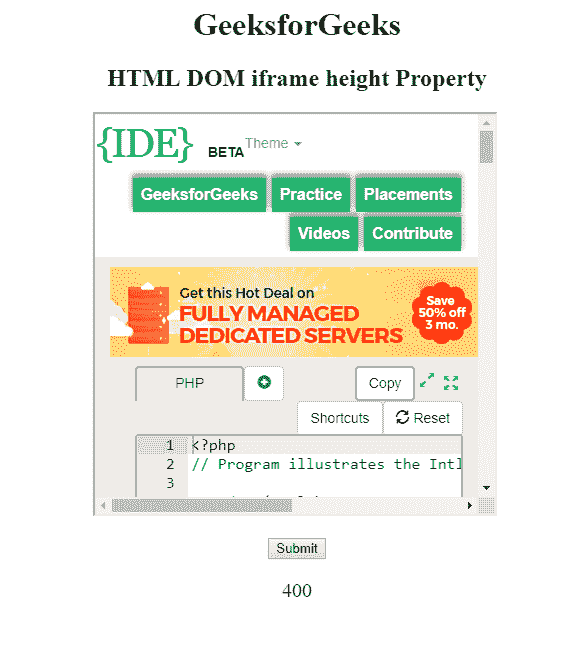 GeeksforGeeks
HTML DOM iframe height Property
{IDE} BETA Theme
GeeksforGeeks Practice Placements
Videos Contribute
Get this Hot Deal on
FULLY MANAGED
DEDICATED SERVERS
Save
50% off
3 mo.
PHP Copy
Shortcuts Reset
1 <?php
2 // Program illustrates the Intl
3
Submit
400